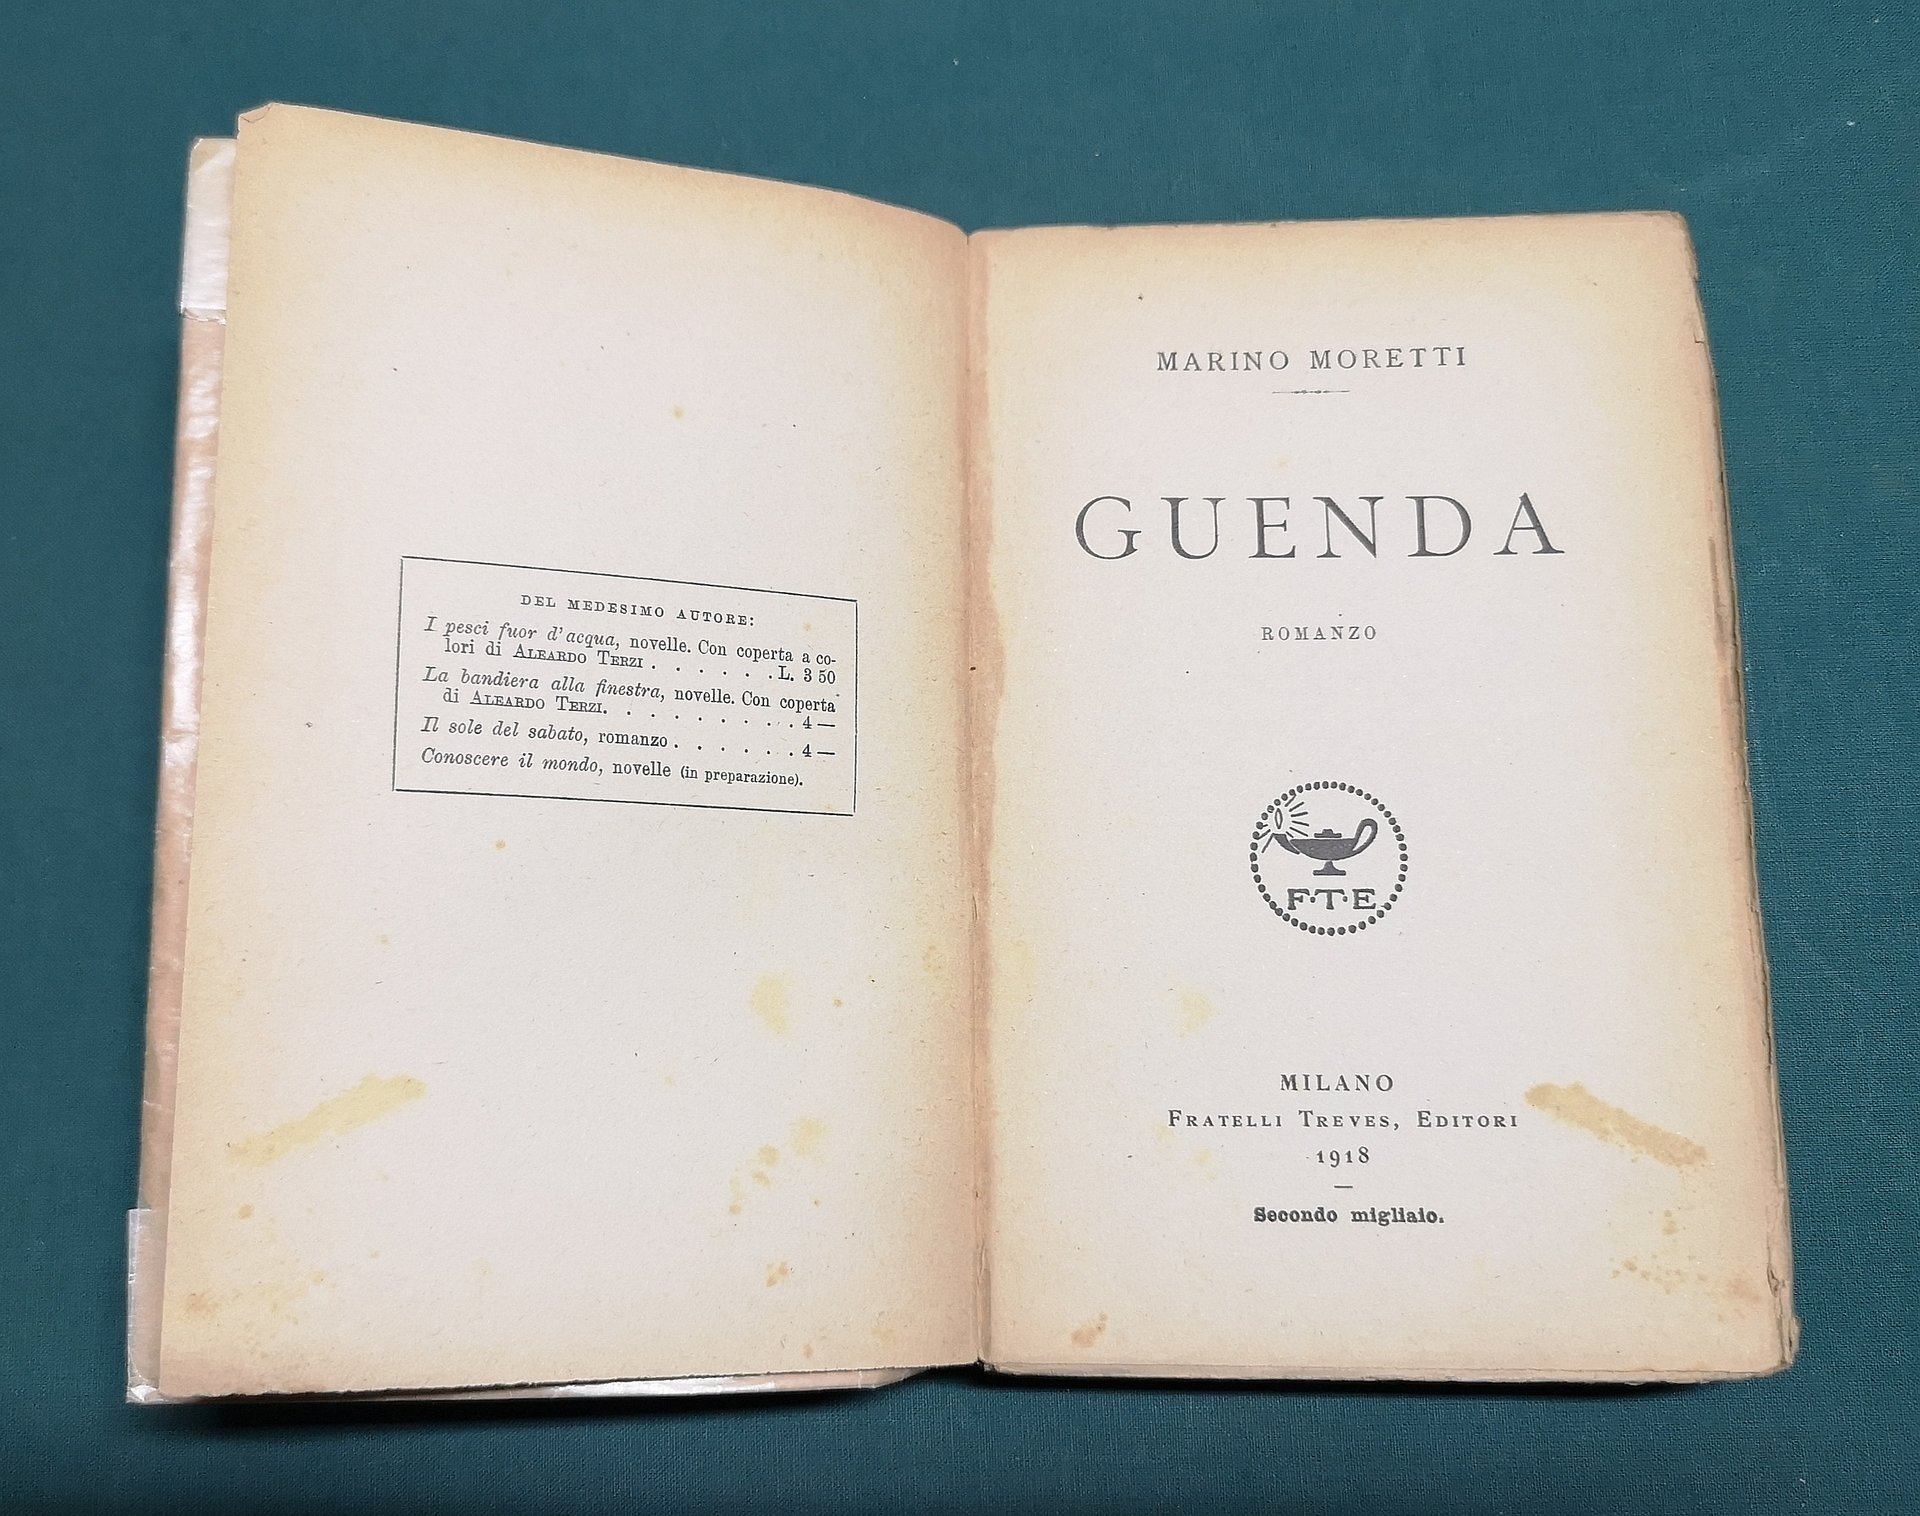 DEL MEDESIMO AUTORE:
I pesci fuor d'acqua, novelle. Con coperta a co-
lori di ALEARDO TERZI . . . . . . L. 3 50
La bandiera alla finestra, novelle. Con coperta
di ALEARDO TERZI. . . . . . . . . 4 —
Il sole del sabato, romanzo . . . . . . 4 —
Conoscere il mondo, novelle (in preparazione).
MARINO MORETTI
GUENDA
ROMANZO
F·T·E
MILANO
FRATELLI TREVES, EDITORI
1918
Secondo migliaio.